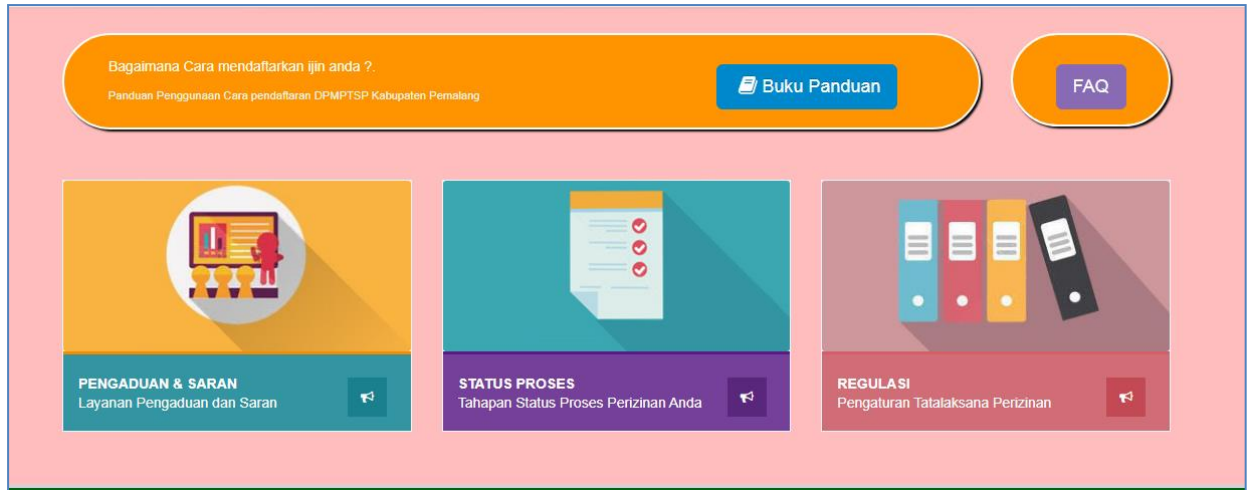 Bagaimana Cara mendaftarkan ijin anda ?.
Panduan Penggunaan Cara pendaftaran DPMPTSP Kabupaten Pemalang
Buku Panduan
FAQ
PENGADUAN & SARAN
Layanan Pengaduan dan Saran
STATUS PROSES
Tahapan Status Proses Perizinan Anda
REGULASI
Pengaturan Tatalaksana Perizinan